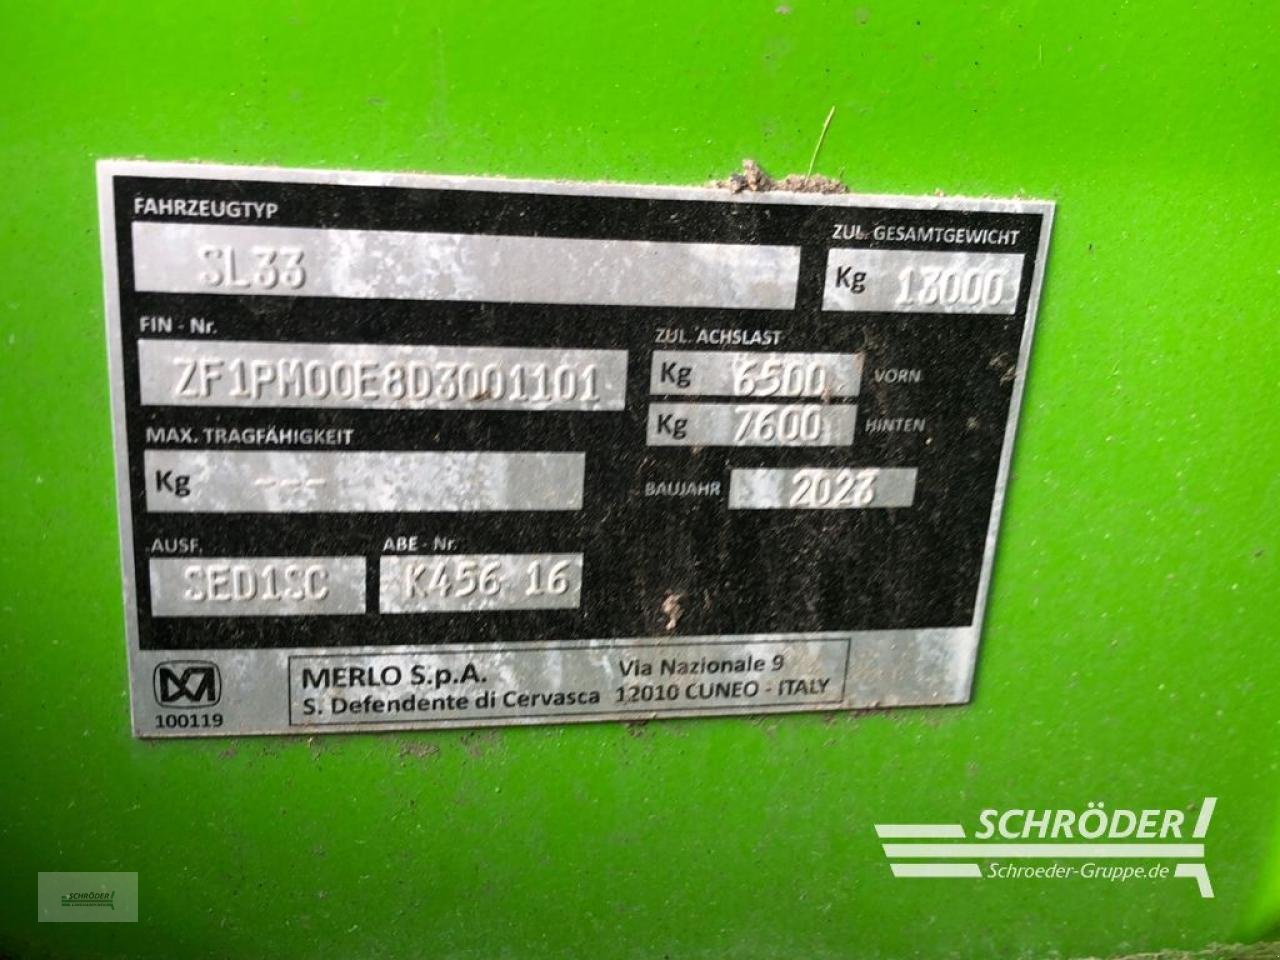 FAHRZEUGTYP
SL33
ZUL. GESAMTGEWICHT
Kg 13000
FIN - Nr.
ZF1PM00E8D3001101
ZUL. ACHSLAST
Kg 6500 VORN
Kg 7600 HINTEN
MAX. TRAGFÄHIGKEIT
Kg ---
BAUJAHR 2023
AUSF.
SED1SC
ABE - Nr.
K456 16
100119
MERLO S.p.A.
S. Defendente di Cervasca
Via Nazionale 9
12010 CUNEO - ITALY
SCHRÖDER
Schroeder-Gruppe.de
SCHRÖDER